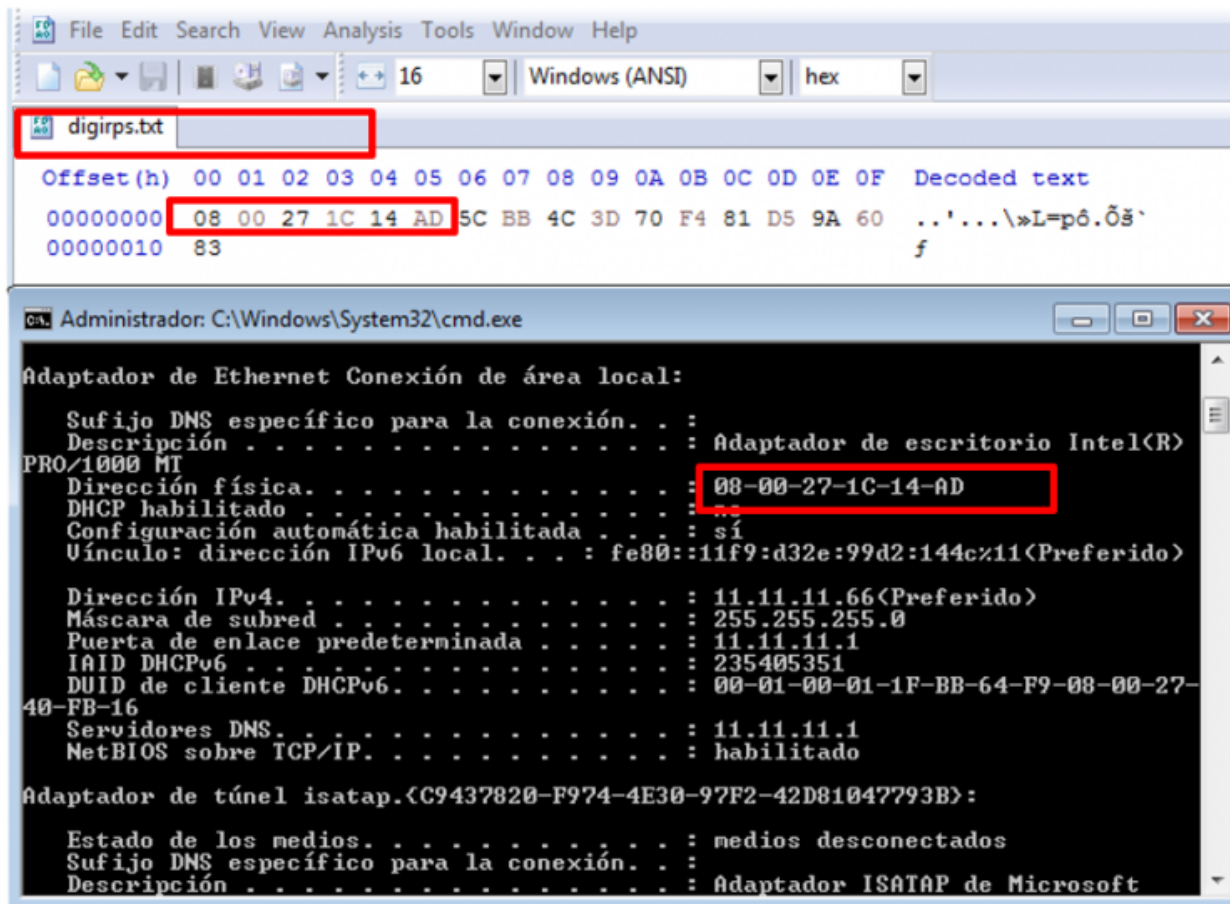 File Edit Search View Analysis Tools Window Help
16 Windows (ANSI) hex
digirps.txt
Offset(h) 00 01 02 03 04 05 06 07 08 09 0A 0B 0C 0D 0E 0F Decoded text
00000000 08 00 27 1C 14 AD 5C BB 4C 3D 70 F4 81 D5 9A 60 ..'...\»L=pô.Õš`
00000010 83 ƒ
Administrador: C:\Windows\System32\cmd.exe
Adaptador de Ethernet Conexión de área local:
Sufijo DNS específico para la conexión. . :
Descripción . . . . . . . . . . . . . . . : Adaptador de escritorio Intel(R)
PRO/1000 MT
Dirección física. . . . . . . . . . . . . : 08-00-27-1C-14-AD
DHCP habilitado . . . . . . . . . . . . . : no
Configuración automática habilitada . . . : sí
Vínculo: dirección IPv6 local. . . : fe80::11f9:d32e:99d2:144c%11(Preferido)
Dirección IPv4. . . . . . . . . . . . . . : 11.11.11.66(Preferido)
Máscara de subred . . . . . . . . . . . . : 255.255.255.0
Puerta de enlace predeterminada . . . . . : 11.11.11.1
IAID DHCPv6 . . . . . . . . . . . . . . . : 235405351
DUID de cliente DHCPv6. . . . . . . . . . : 00-01-00-01-1F-BB-64-F9-08-00-27-
40-FB-16
Servidores DNS. . . . . . . . . . . . . . : 11.11.11.1
NetBIOS sobre TCP/IP. . . . . . . . . . . : habilitado
Adaptador de túnel isatap.{C9437820-F974-4E30-97F2-42D81047793B}:
Estado de los medios. . . . . . . . . . . : medios desconectados
Sufijo DNS específico para la conexión. . :
Descripción . . . . . . . . . . . . . . . : Adaptador ISATAP de Microsoft